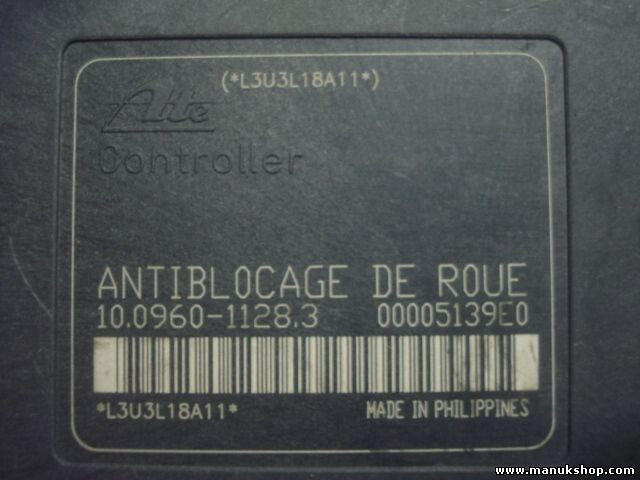 (*L3U3L18A11*)
Ate
Controller
ANTIBLOCAGE DE ROUE
10.0960-1128.3 00005139E0
*L3U3L18A11*
MADE IN PHILIPPINES
www.manukshop.com